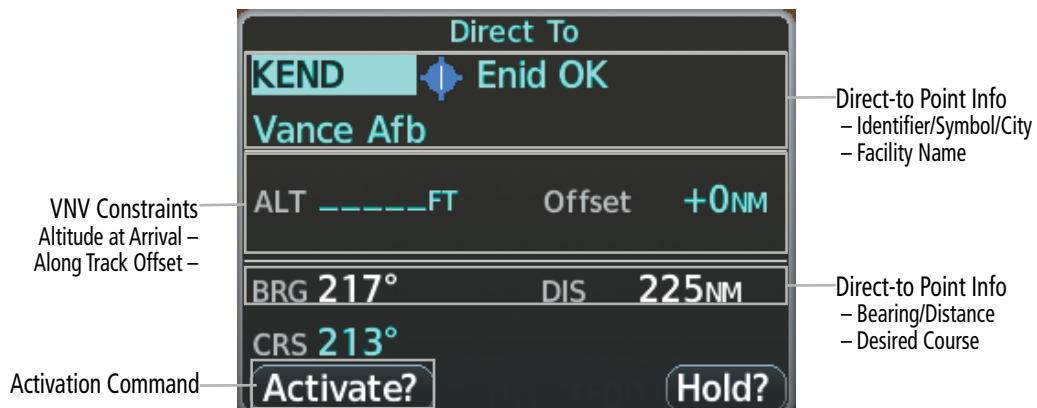 Direct To
KEND Enid OK
Vance Afb
ALT _____FT Offset +0NM
BRG 217° DIS 225NM
CRS 213°
Activate? Hold?
VNV Constraints
Altitude at Arrival –
Along Track Offset –
Activation Command
Direct-to Point Info
– Identifier/Symbol/City
– Facility Name
Direct-to Point Info
– Bearing/Distance
– Desired Course